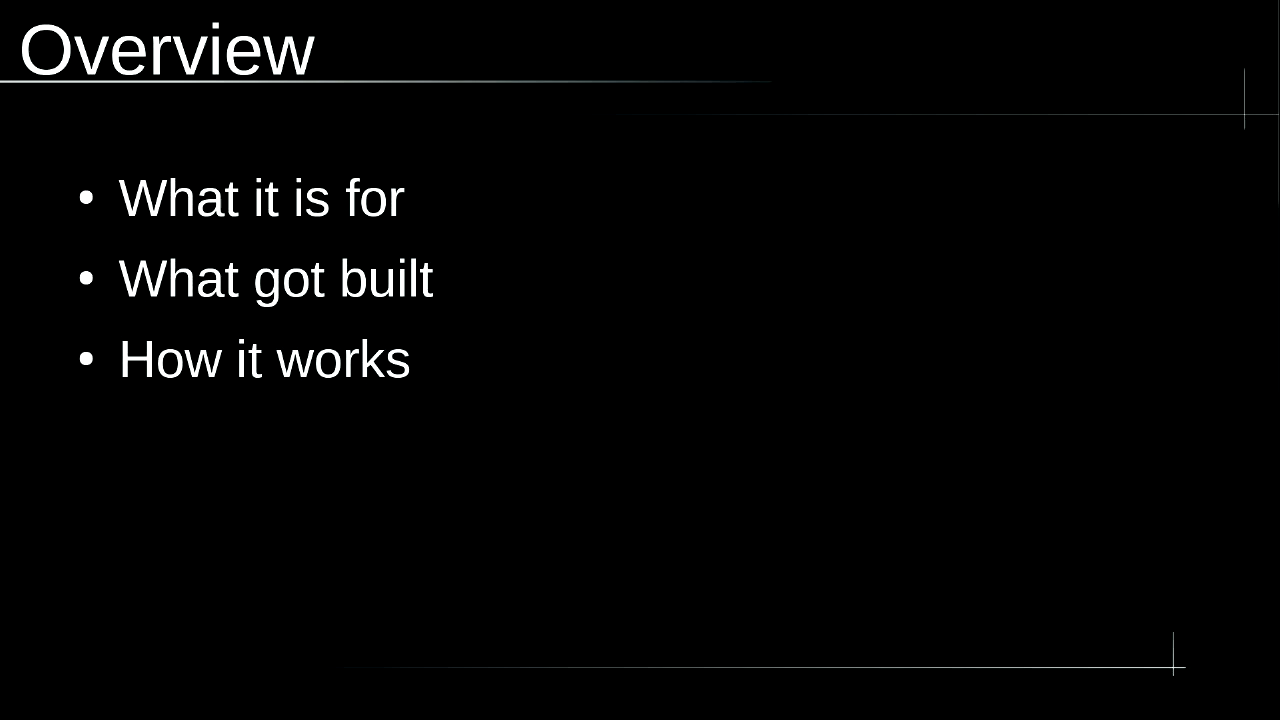 Overview
• What it is for
• What got built
• How it works